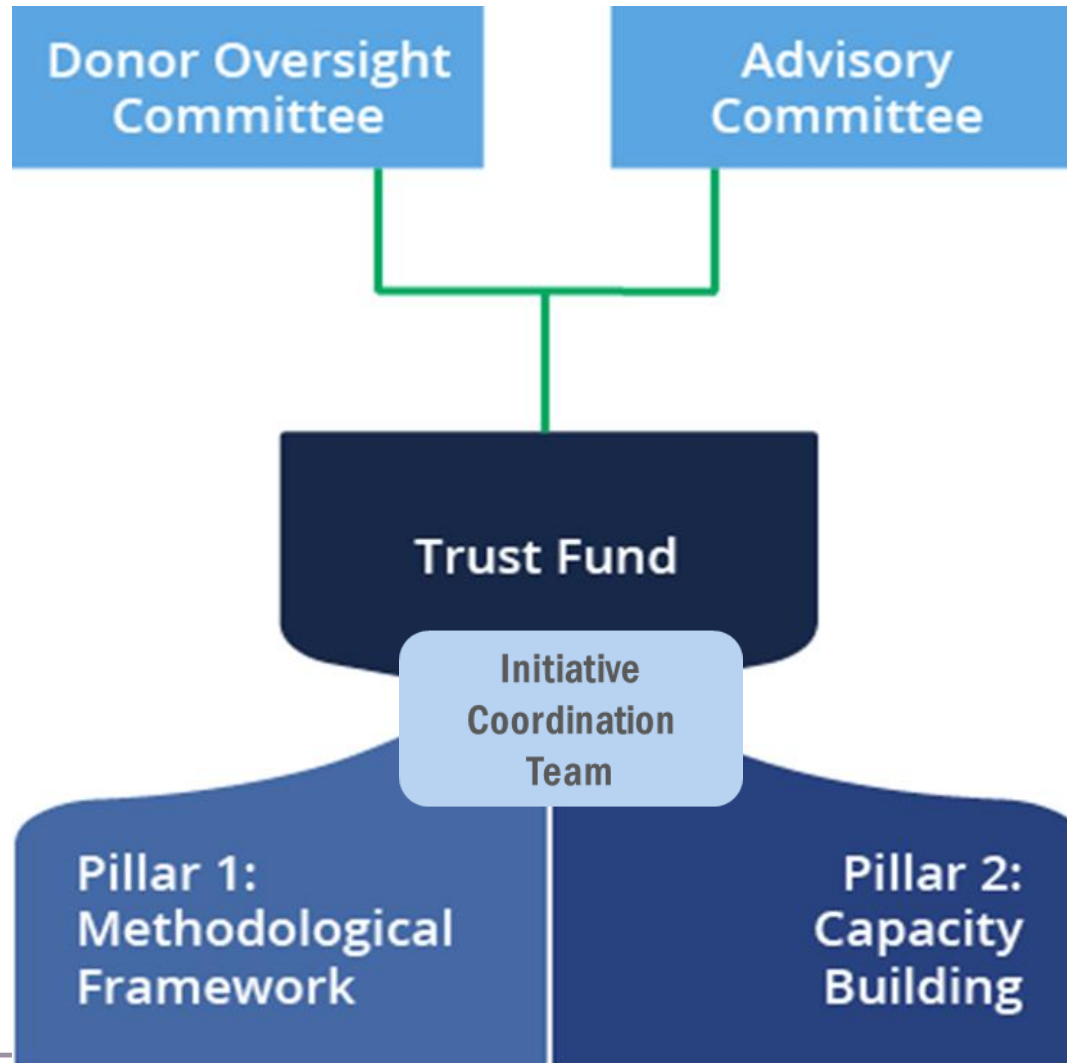 Donor Oversight
Committee
Advisory
Committee
Trust Fund
Initiative
Coordination
Team
Pillar 1:
Methodological
Framework
Pillar 2:
Capacity
Building